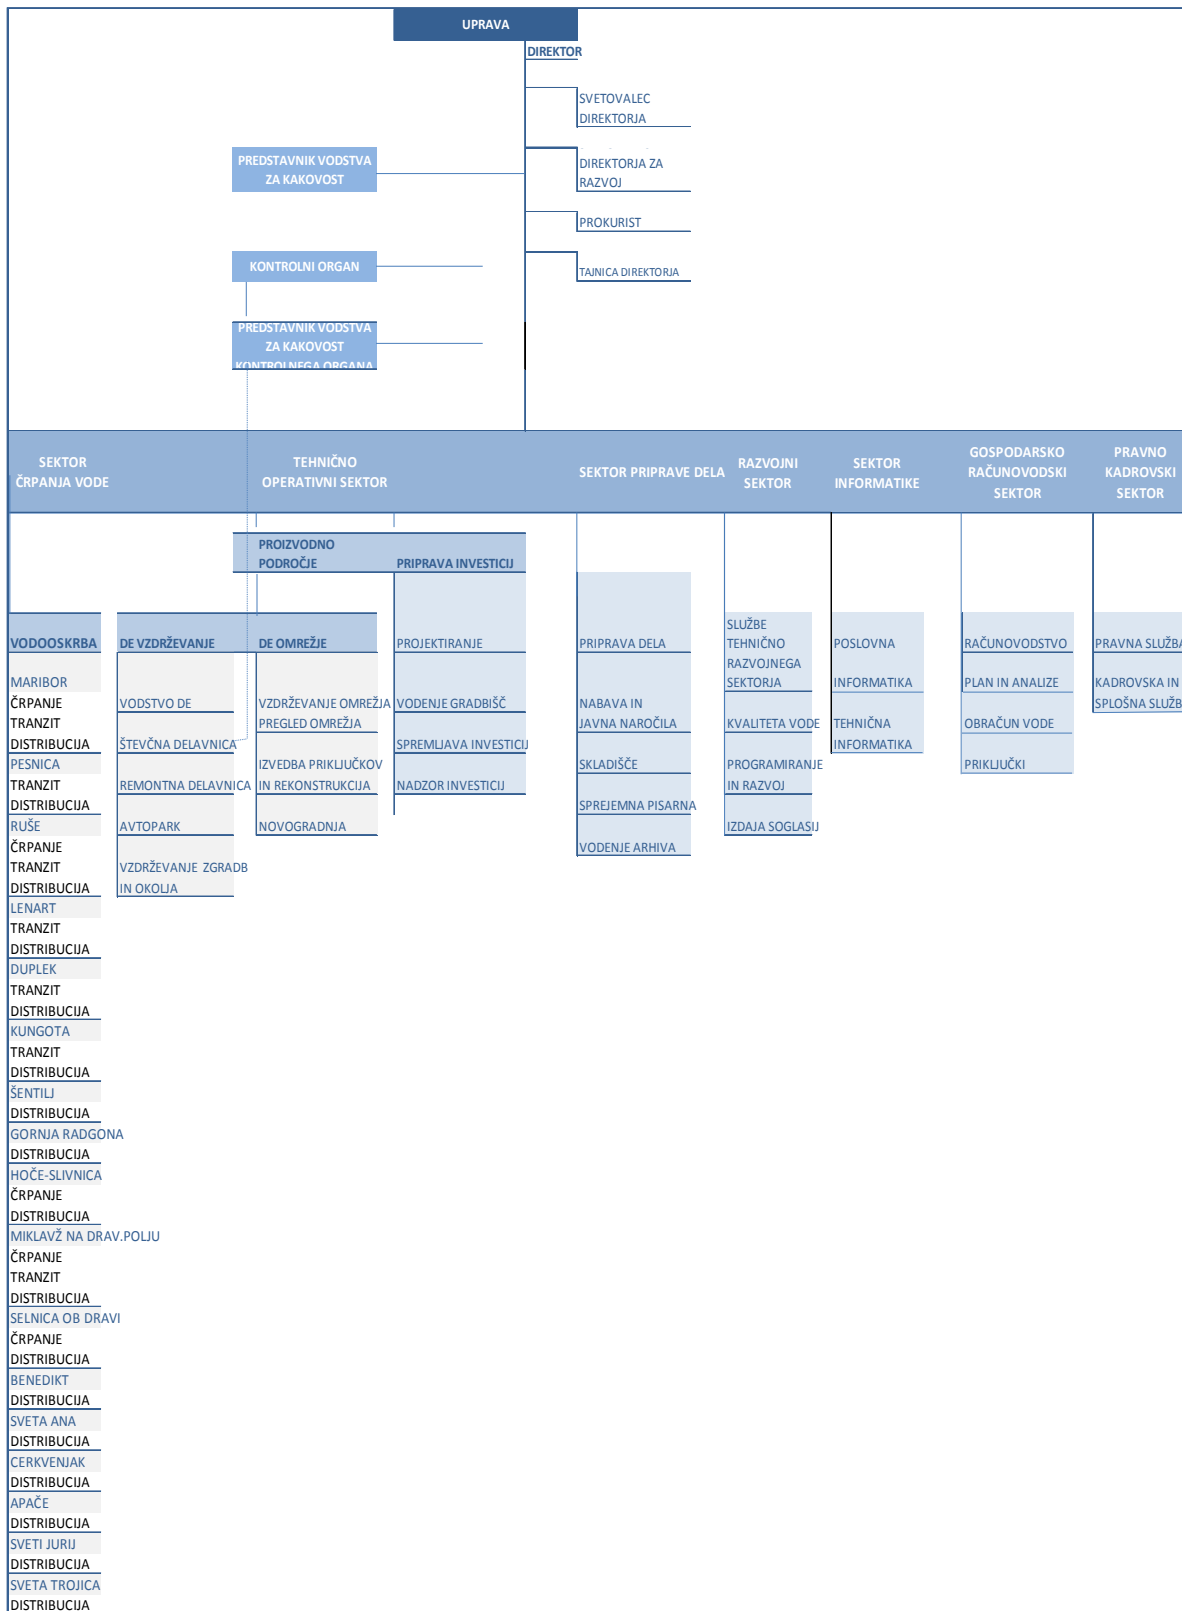 UPRAVA
DIREKTOR
SVETOVALEC
DIREKTORJA
DIREKTORJA ZA
RAZVOJ
PROKURIST
TAJNICA DIREKTORJA
PREDSTAVNIK VODSTVA
ZA KAKOVOST
KONTROLNI ORGAN
PREDSTAVNIK VODSTVA
ZA KAKOVOST
KONTROLNEGA ORGANA
SEKTOR
ČRPANJA VODE
TEHNIČNO
OPERATIVNI SEKTOR
SEKTOR PRIPRAVE DELA
RAZVOJNI
SEKTOR
SEKTOR
INFORMATIKE
GOSPODARSKO
RAČUNOVODSKI
SEKTOR
PRAVNO
KADROVSKI
SEKTOR
PROIZVODNO
PODROČJE
PRIPRAVA INVESTICIJ
VODOOSKRBA
MARIBOR
ČRPANJE
TRANZIT
DISTRIBUCIJA
PESNICA
TRANZIT
DISTRIBUCIJA
RUŠE
ČRPANJE
TRANZIT
DISTRIBUCIJA
LENART
TRANZIT
DISTRIBUCIJA
DUPLEK
TRANZIT
DISTRIBUCIJA
KUNGOTA
TRANZIT
DISTRIBUCIJA
ŠENTILJ
DISTRIBUCIJA
GORNJA RADGONA
DISTRIBUCIJA
HOČE-SLIVNICA
ČRPANJE
DISTRIBUCIJA
MIKLAVŽ NA DRAV.POLJU
ČRPANJE
TRANZIT
DISTRIBUCIJA
SELNICA OB DRAVI
ČRPANJE
DISTRIBUCIJA
BENEDIKT
DISTRIBUCIJA
SVETA ANA
DISTRIBUCIJA
CERKVENJAK
DISTRIBUCIJA
APAČE
DISTRIBUCIJA
SVETI JURIJ
DISTRIBUCIJA
SVETA TROJICA
DISTRIBUCIJA
DE VZDRŽEVANJE
VODSTVO DE
ŠTEVČNA DELAVNICA
REMONTNA DELAVNICA
AVTOPARK
VZDRŽEVANJE ZGRADB
IN OKOLJA
DE OMREŽJE
VZDRŽEVANJE OMREŽJA
PREGLED OMREŽJA
IZVEDBA PRIKLJUČKOV
IN REKONSTRUKCIJA
NOVOGRADNJA
PROJEKTIRANJE
VODENJE GRADBIŠČ
SPREMLJAVA INVESTICIJ
NADZOR INVESTICIJ
PRIPRAVA DELA
NABAVA IN
JAVNA NAROČILA
SKLADIŠČE
SPREJEMNA PISARNA
VODENJE ARHIVA
SLUŽBE
TEHNIČNO
RAZVOJNEGA
SEKTORJA
KVALITETA VODE
PROGRAMIRANJE
IN RAZVOJ
IZDAJA SOGLASIJ
POSLOVNA
INFORMATIKA
TEHNIČNA
INFORMATIKA
RAČUNOVODSTVO
PLAN IN ANALIZE
OBRAČUN VODE
PRIKLJUČKI
PRAVNA SLUŽBA
KADROVSKA IN
SPLOŠNA SLUŽB